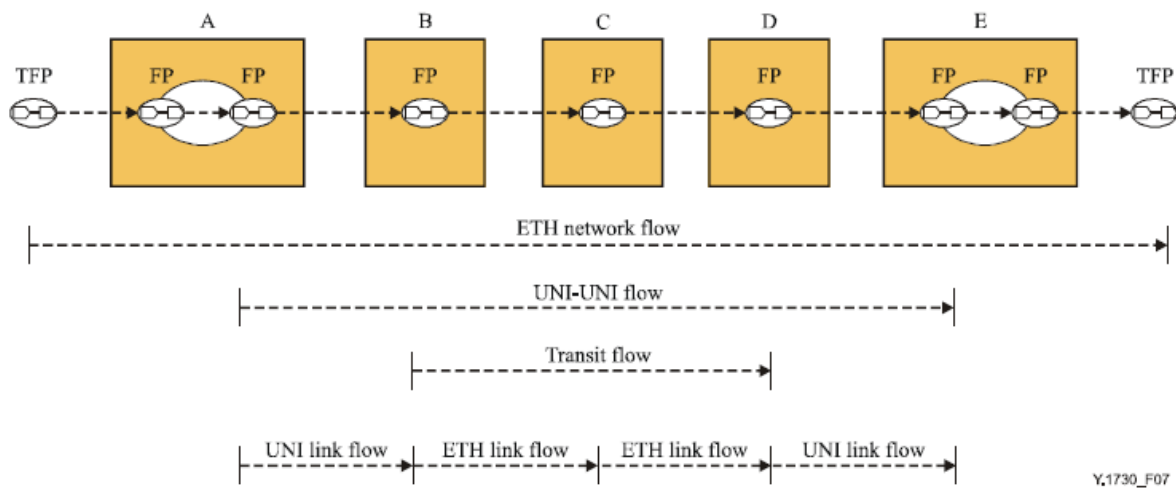 A B C D E
TFP FP FP FP FP FP FP FP TFP
ETH network flow
UNI-UNI flow
Transit flow
UNI link flow ETH link flow ETH link flow UNI link flow
Y.1730_F07